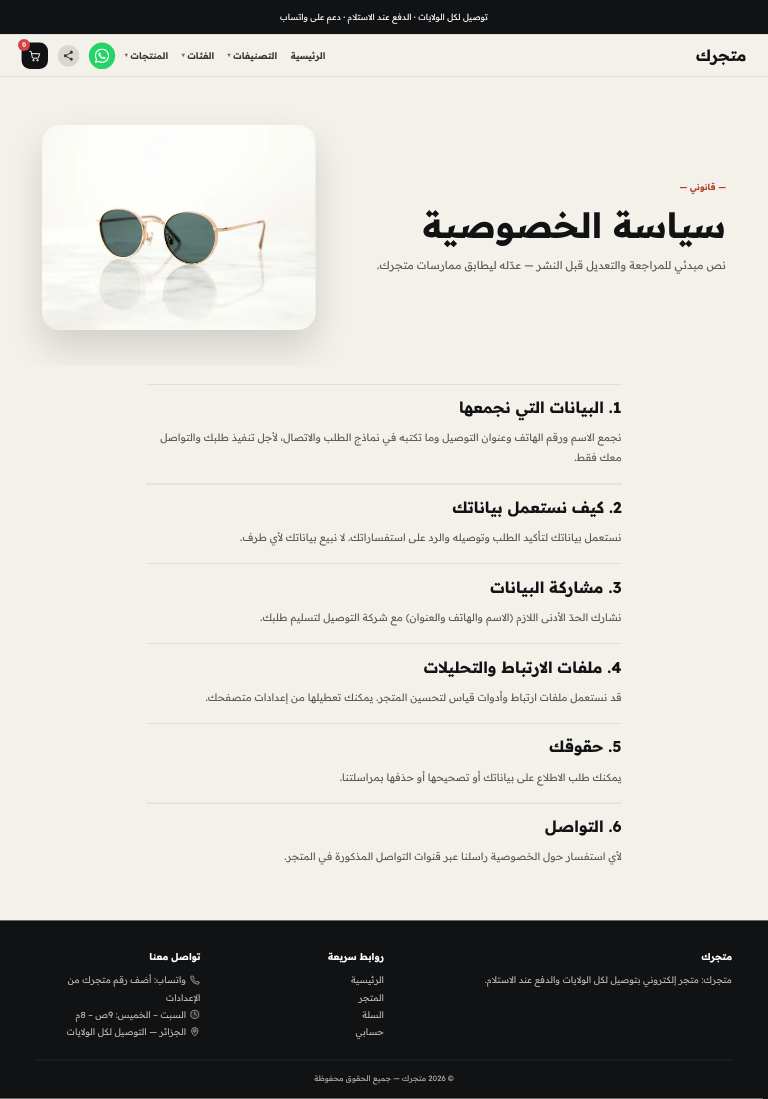 توصيل لكل الولايات · الدفع عند الاستلام · دعم على واتساب
متجرك
الرئيسية
التصنيفات
الفئات
المنتجات
0
— قانوني —
سياسة الخصوصية
نص مبدئي للمراجعة والتعديل قبل النشر — عدّله ليطابق ممارسات متجرك.
1. البيانات التي نجمعها
نجمع الاسم ورقم الهاتف وعنوان التوصيل وما تكتبه في نماذج الطلب والاتصال، لأجل تنفيذ طلبك والتواصل
معك فقط.
2. كيف نستعمل بياناتك
نستعمل بياناتك لتأكيد الطلب وتوصيله والرد على استفساراتك. لا نبيع بياناتك لأي طرف.
3. مشاركة البيانات
نشارك الحدّ الأدنى اللازم (الاسم والهاتف والعنوان) مع شركة التوصيل لتسليم طلبك.
4. ملفات الارتباط والتحليلات
قد نستعمل ملفات ارتباط وأدوات قياس لتحسين المتجر. يمكنك تعطيلها من إعدادات متصفحك.
5. حقوقك
يمكنك طلب الاطلاع على بياناتك أو تصحيحها أو حذفها بمراسلتنا.
6. التواصل
لأي استفسار حول الخصوصية راسلنا عبر قنوات التواصل المذكورة في المتجر.
متجرك
متجرك: متجر إلكتروني بتوصيل لكل الولايات والدفع عند الاستلام.
روابط سريعة
الرئيسية
المتجر
السلة
حسابي
تواصل معنا
واتساب: أضف رقم متجرك من
الإعدادات
السبت – الخميس: 9ص – 8م
الجزائر — التوصيل لكل الولايات
© 2026 متجرك — جميع الحقوق محفوظة